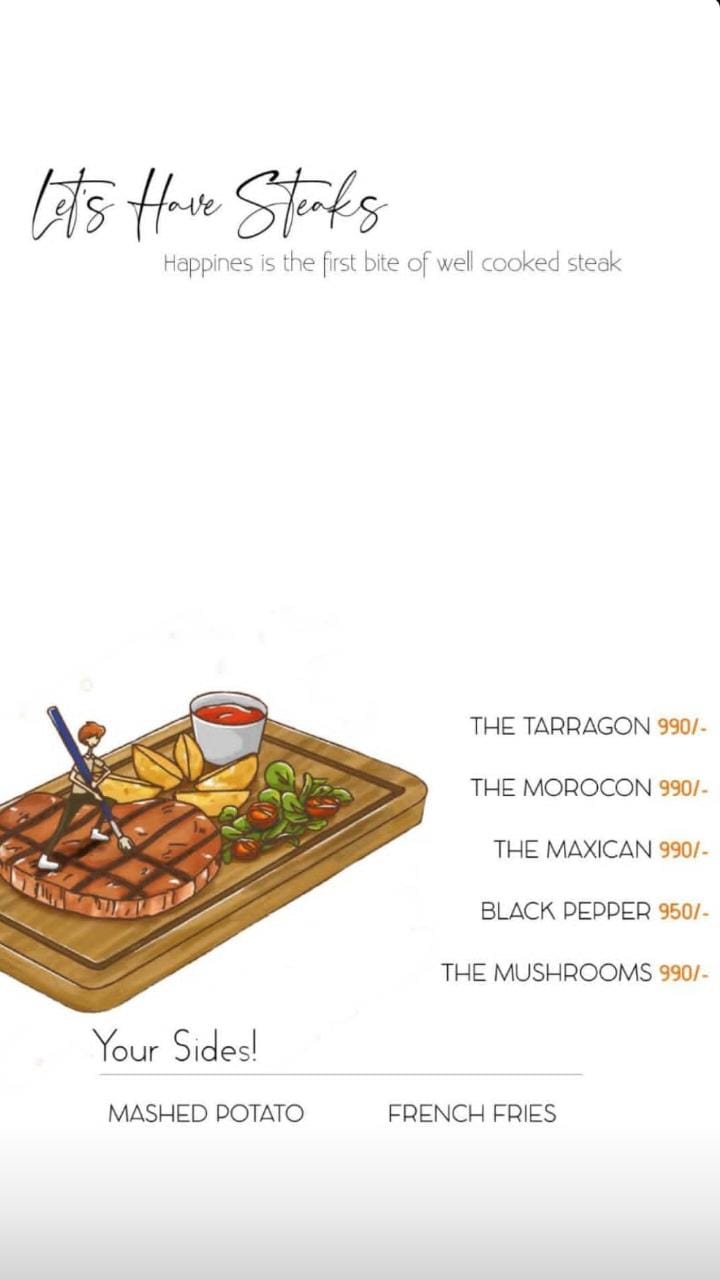 Let's Have Steaks
Happines is the first bite of well cooked steak
THE TARRAGON 990/-
THE MOROCON 990/-
THE MAXICAN 990/-
BLACK PEPPER 950/-
THE MUSHROOMS 990/-
Your Sides!
MASHED POTATO FRENCH FRIES